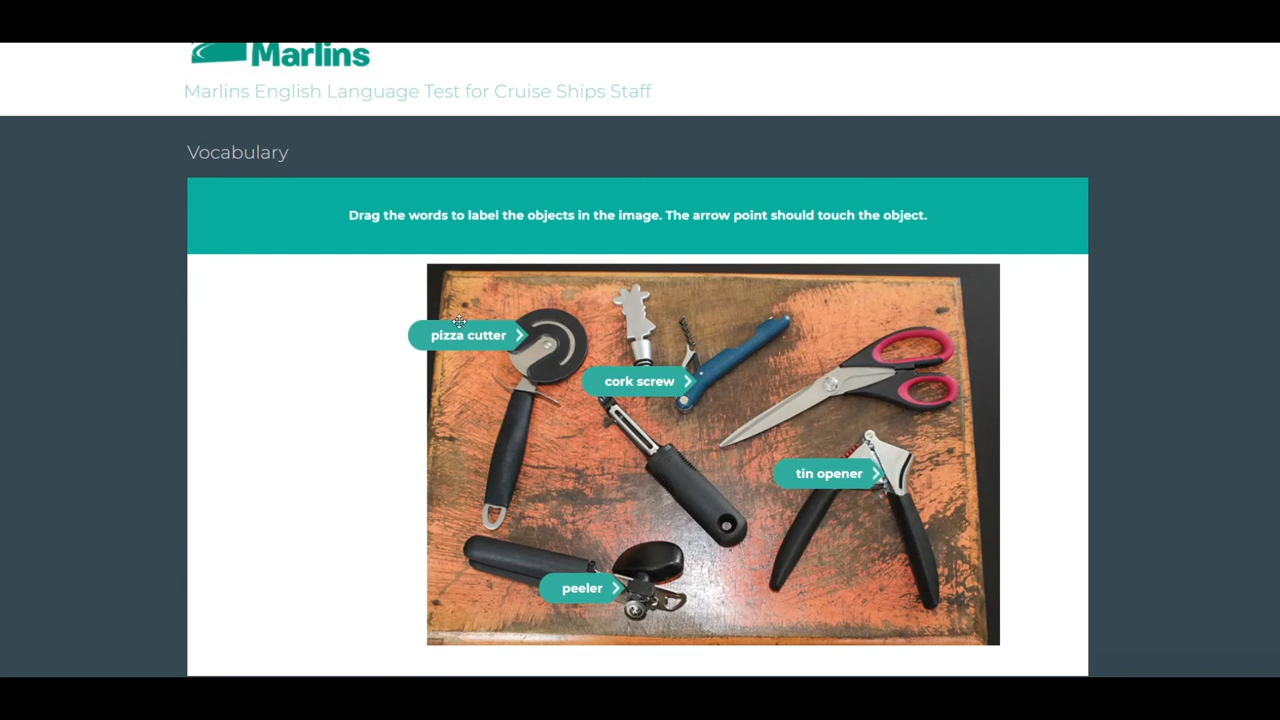 Marlins
Marlins English Language Test for Cruise Ships Staff
Vocabulary
Drag the words to label the objects in the image. The arrow point should touch the object.
pizza cutter
cork screw
tin opener
peeler